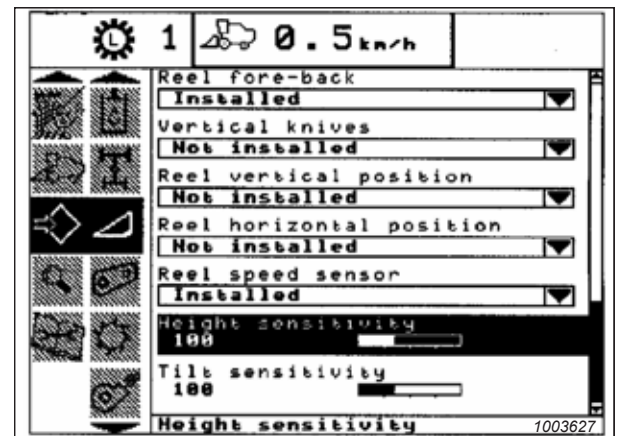 L
1
0.5km/h
Reel fore-back
Installed
Vertical knives
Not installed
Reel vertical position
Not installed
Reel horizontal position
Not installed
Reel speed sensor
Installed
Height sensitivity
100
Tilt sensitivity
100
Height sensitivity
1003627